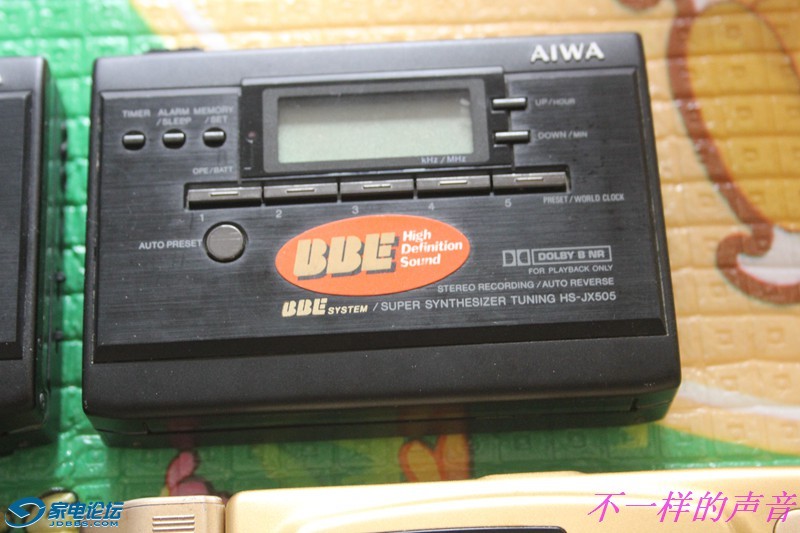 AIWA
TIMER ALARM /SLEEP MEMORY /SET
UP/HOUR
DOWN/MIN
kHz/MHz
OPE/BATT
1 2 3 4 5
PRESET/WORLD CLOCK
AUTO PRESET
BBE High Definition Sound
DOLBY B NR
FOR PLAYBACK ONLY
STEREO RECORDING/AUTO REVERSE
BBE SYSTEM / SUPER SYNTHESIZER TUNING HS-JX505
家电论坛
JDBBS.COM
不一样的声音